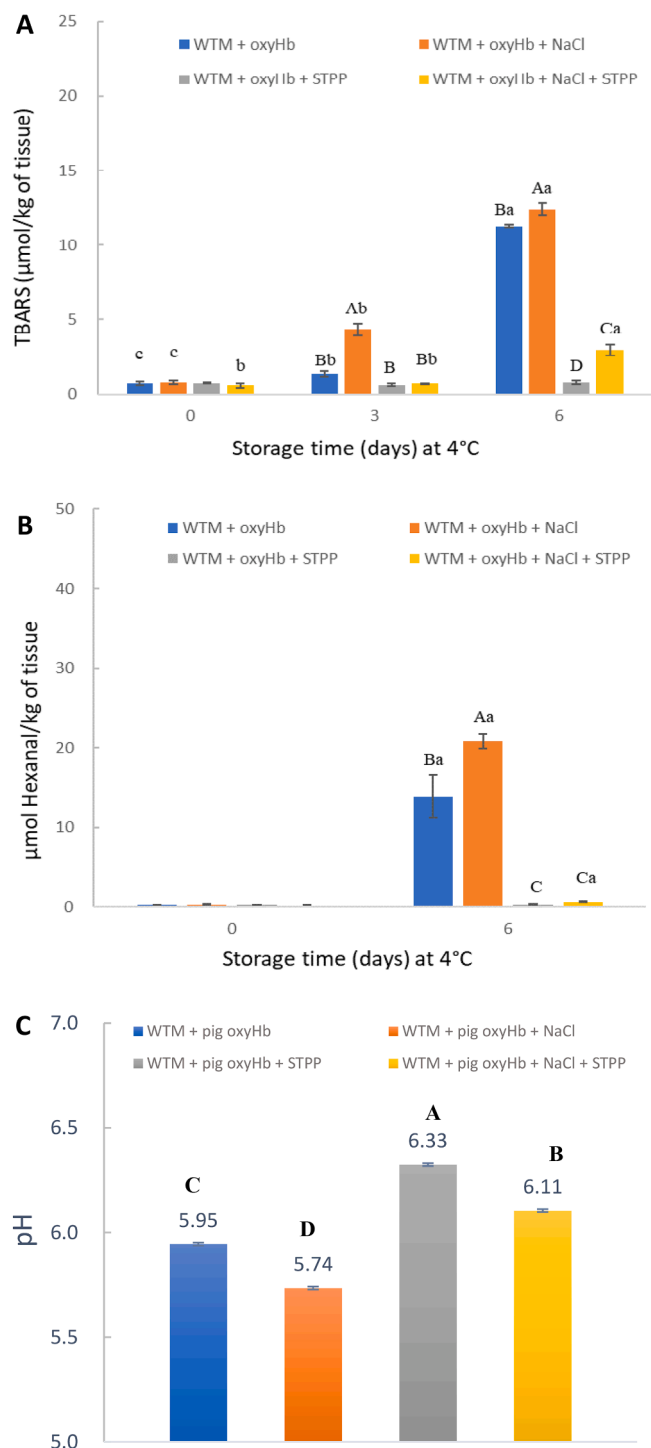 A
25
20
15
10
5
0
TBARS (μmol/kg of tissue)
WTM + oxyHb
WTM + oxyHb + NaCl
WTM + oxyHb + STPP
WTM + oxyHb + NaCl + STPP
c
c
b
Bb
Ab
B
Bb
Ba
Aa
D
Ca
0
3
6
Storage time (days) at 4°C
B
50
40
30
20
10
0
μmol Hexanal/kg of tissue
WTM + oxyHb
WTM + oxyHb + NaCl
WTM + oxyHb + STPP
WTM + oxyHb + NaCl + STPP
Ba
Aa
C
Ca
0
6
Storage time (days) at 4°C
C
7.0
6.5
6.0
5.5
5.0
pH
WTM + pig oxyHb
WTM + pig oxyHb + NaCl
WTM + pig oxyHb + STPP
WTM + pig oxyHb + NaCl + STPP
C
5.95
D
5.74
A
6.33
B
6.11